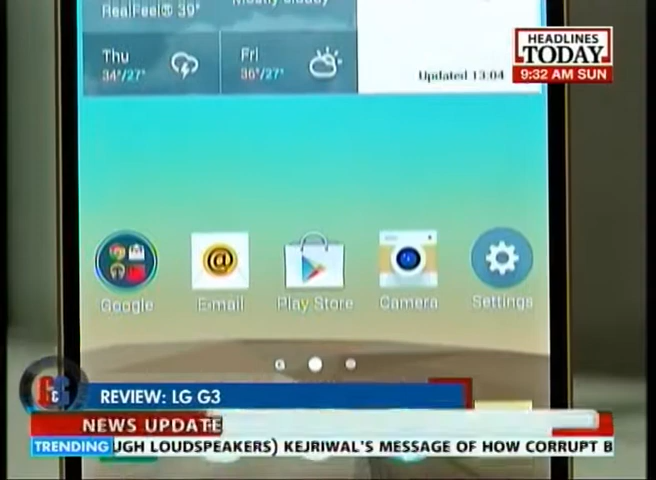 RealFeel® 39°
Mostly cloudy
Thu
34°/27°
Fri
36°/27°
Updated 13:04
HEADLINES
TODAY
9:32 AM SUN
Google
E-mail
Play Store
Camera
Settings
G
G&G
REVIEW: LG G3
NEWS UPDATE
TRENDING UGH LOUDSPEAKERS) KEJRIWAL'S MESSAGE OF HOW CORRUPT B